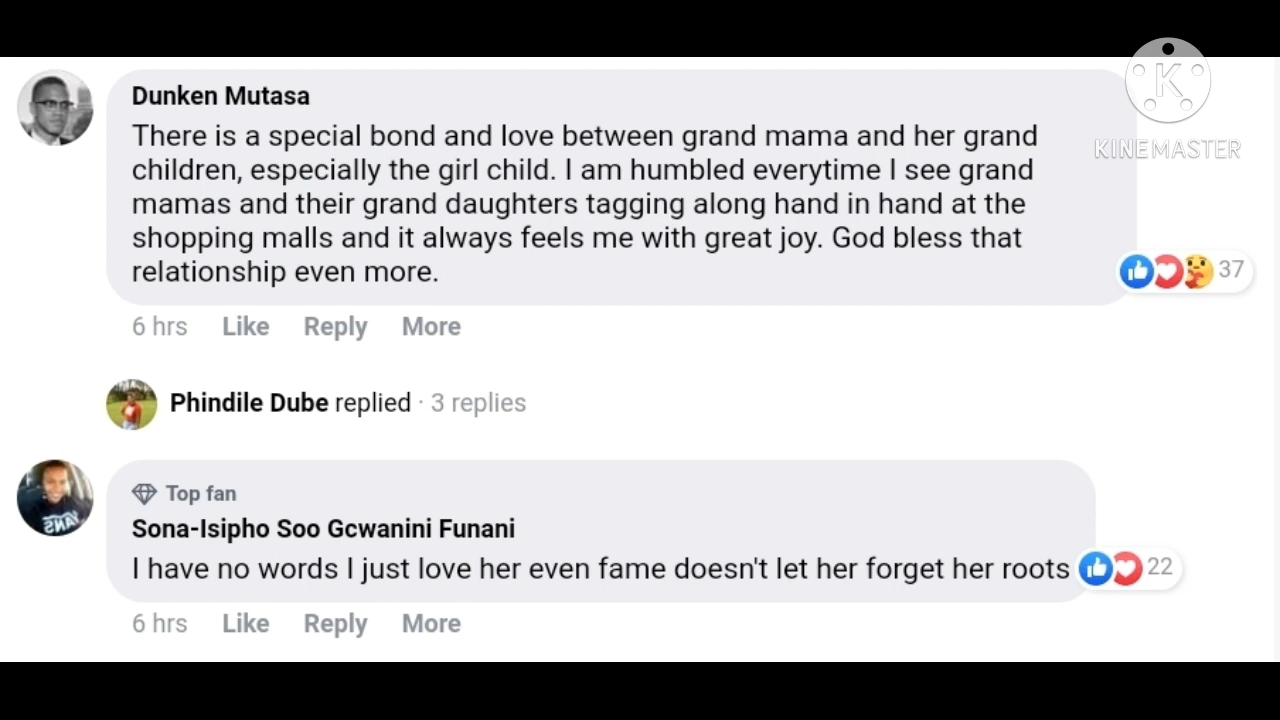 Dunken Mutasa
There is a special bond and love between grand mama and her grand
children, especially the girl child. I am humbled everytime I see grand
mamas and their grand daughters tagging along hand in hand at the
shopping malls and it always feels me with great joy. God bless that
relationship even more.
37
6 hrs Like Reply More
Phindile Dube replied · 3 replies
Top fan
Sona-Isipho Soo Gcwanini Funani
I have no words I just love her even fame doesn't let her forget her roots
22
6 hrs Like Reply More
K
KINEMASTER
VANS